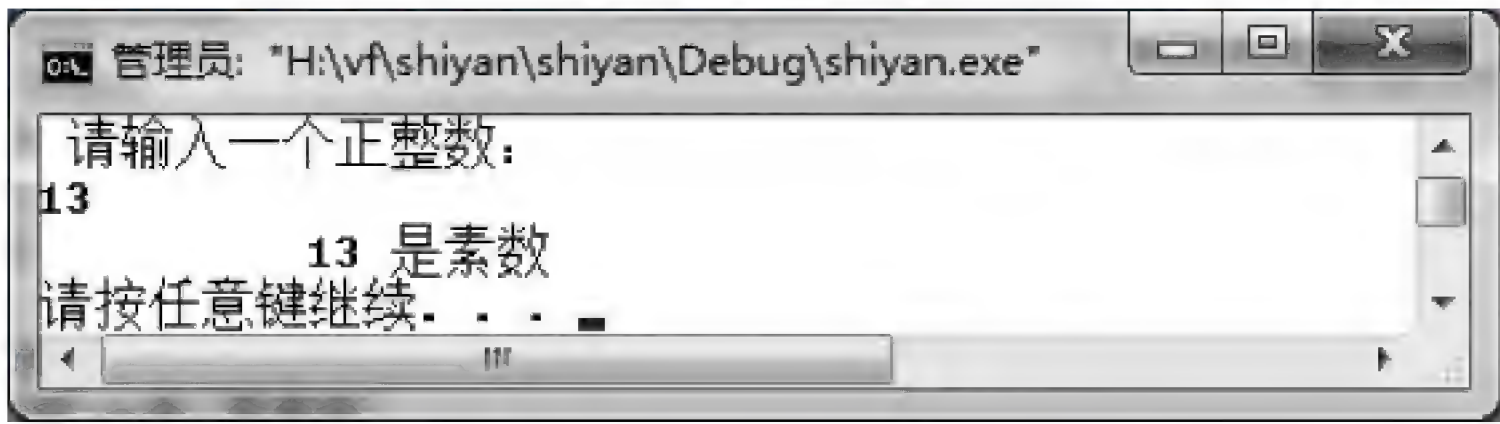 管理员: "H:\vf\shiyan\shiyan\Debug\shiyan.exe"
请输入一个正整数：
13
13 是素数
请按任意键继续. . .